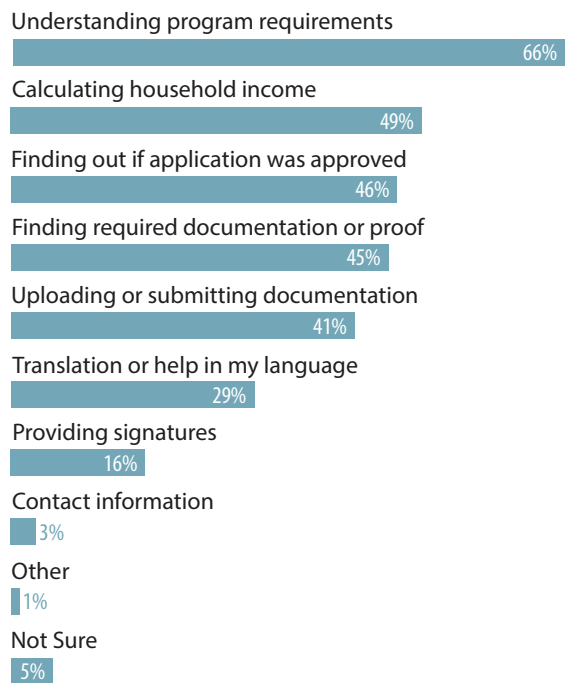 Understanding program requirements
66%
Calculating household income
49%
Finding out if application was approved
46%
Finding required documentation or proof
45%
Uploading or submitting documentation
41%
Translation or help in my language
29%
Providing signatures
16%
Contact information
3%
Other
1%
Not Sure
5%